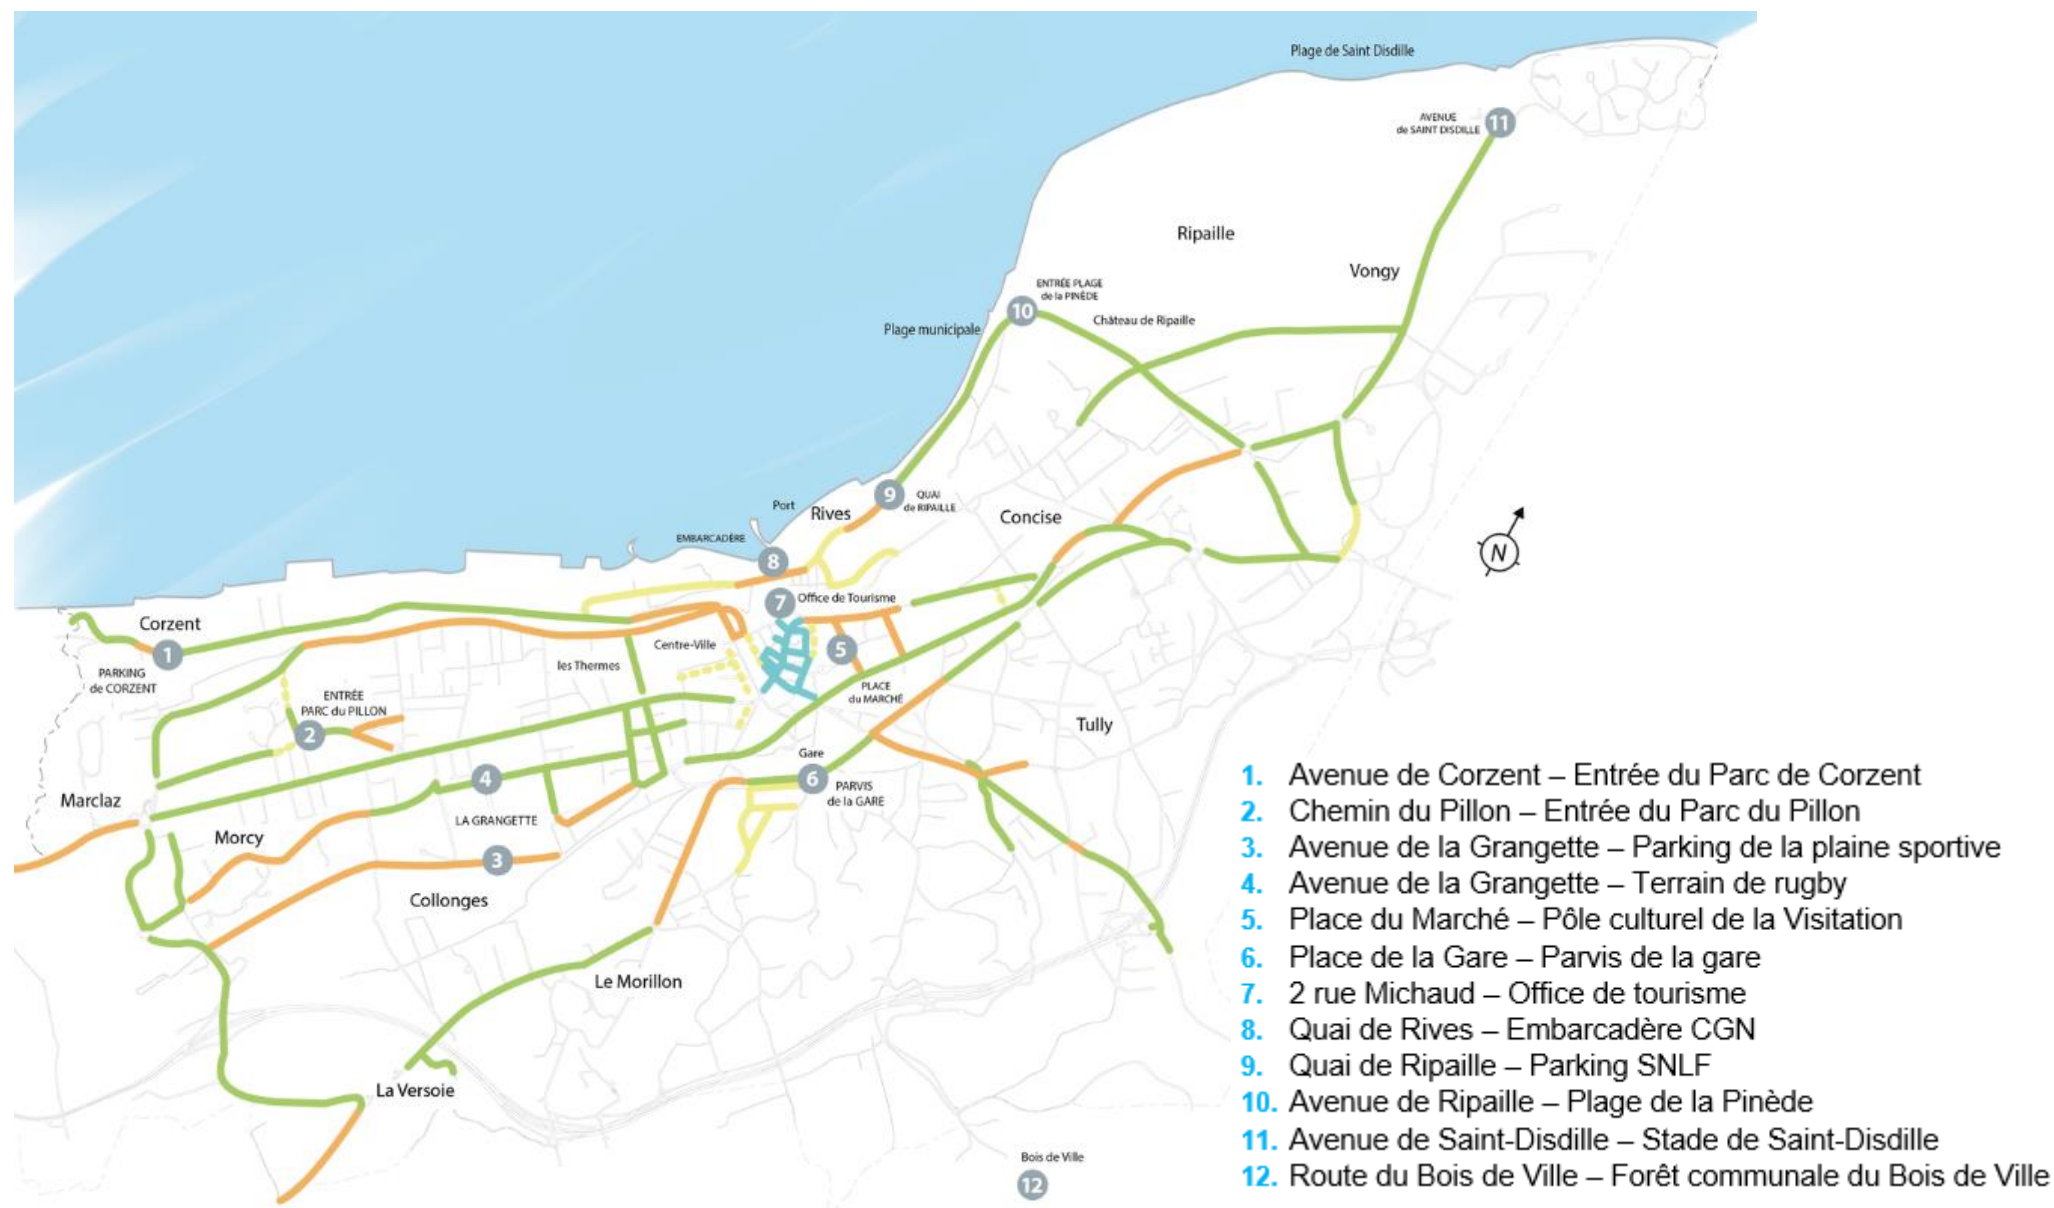 Plage de Saint Disdille
AVENUE
de SAINT DISDILLE
11
Ripaille
Vongy
ENTRÉE PLAGE
de la PINÈDE
10
Château de Ripaille
Plage municipale
9
QUAI
de RIPAILLE
Port
Rives
Concise
EMBARCADÈRE
8
N
7
Office de Tourisme
Corzent
1
PARKING
de CORZENT
Centre-Ville
5
les Thermes
PLACE
du MARCHÉ
ENTRÉE
PARC du PILLON
2
Tully
Gare
6
PARVIS
de la GARE
4
Marclaz
LA GRANGETTE
Morcy
3
Collonges
Le Morillon
La Versoie
Bois de Ville
12
1. Avenue de Corzent – Entrée du Parc de Corzent
2. Chemin du Pillon – Entrée du Parc du Pillon
3. Avenue de la Grangette – Parking de la plaine sportive
4. Avenue de la Grangette – Terrain de rugby
5. Place du Marché – Pôle culturel de la Visitation
6. Place de la Gare – Parvis de la gare
7. 2 rue Michaud – Office de tourisme
8. Quai de Rives – Embarcadère CGN
9. Quai de Ripaille – Parking SNLF
10. Avenue de Ripaille – Plage de la Pinède
11. Avenue de Saint-Disdille – Stade de Saint-Disdille
12. Route du Bois de Ville – Forêt communale du Bois de Ville